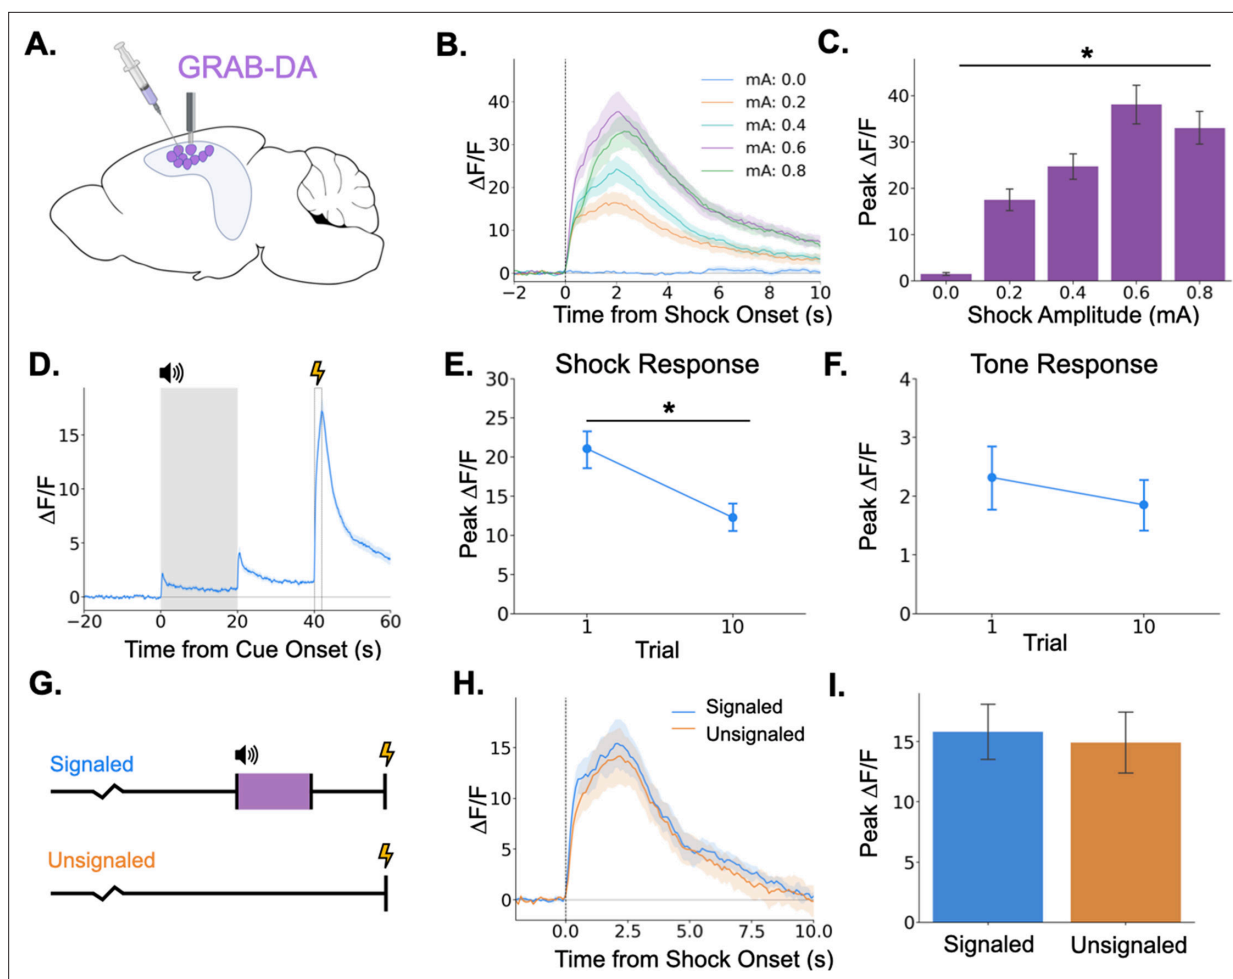 A.
GRAB-DA
B.
mA: 0.0
mA: 0.2
mA: 0.4
mA: 0.6
mA: 0.8
ΔF/F
40
30
20
10
0
−2
0
2
4
6
8
10
Time from Shock Onset (s)
C.
*
Peak ΔF/F
40
30
20
10
0
0.0
0.2
0.4
0.6
0.8
Shock Amplitude (mA)
D.
ΔF/F
15
10
5
0
−20
0
20
40
60
Time from Cue Onset (s)
E.
Shock Response
*
Peak ΔF/F
30
25
20
15
10
5
0
1
10
Trial
F.
Tone Response
Peak ΔF/F
4
3
2
1
0
1
10
Trial
G.
Signaled
Unsignaled
H.
Signaled
Unsignaled
ΔF/F
15
10
5
0
0.0
2.5
5.0
7.5
10.0
Time from Shock Onset (s)
I.
Peak ΔF/F
15
10
5
0
Signaled
Unsignaled